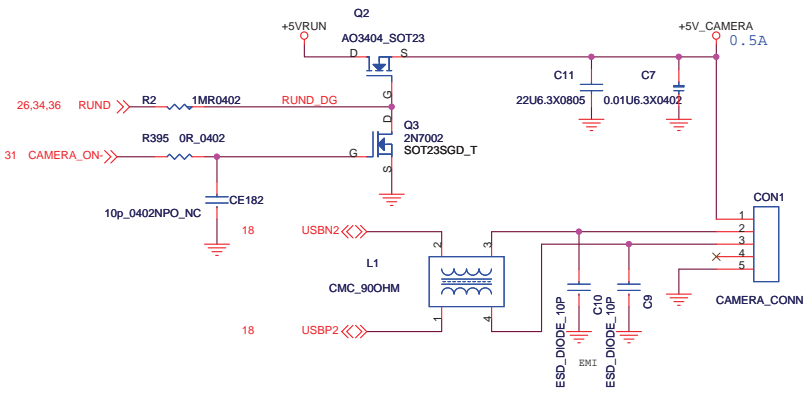 Q2
+5VRUN
+5V_CAMERA
AO3404_SOT23
0.5A
D
S
G
C11
C7
22U6.3X0805
0.01U6.3X0402
26,34,36
RUND
R2
1MR0402
RUND_DG
D
Q3
2N7002
SOT23SGD_T
R395
0R_0402
31
CAMERA_ON-
G
S
CE182
10p_0402NPO_NC
CON1
1
2
3
4
5
CAMERA_CONN
18
USBN2
2
3
L1
CMC_90OHM
1
4
18
USBP2
C10
C9
ESD_DIODE_10P
ESD_DIODE_10P
EMI